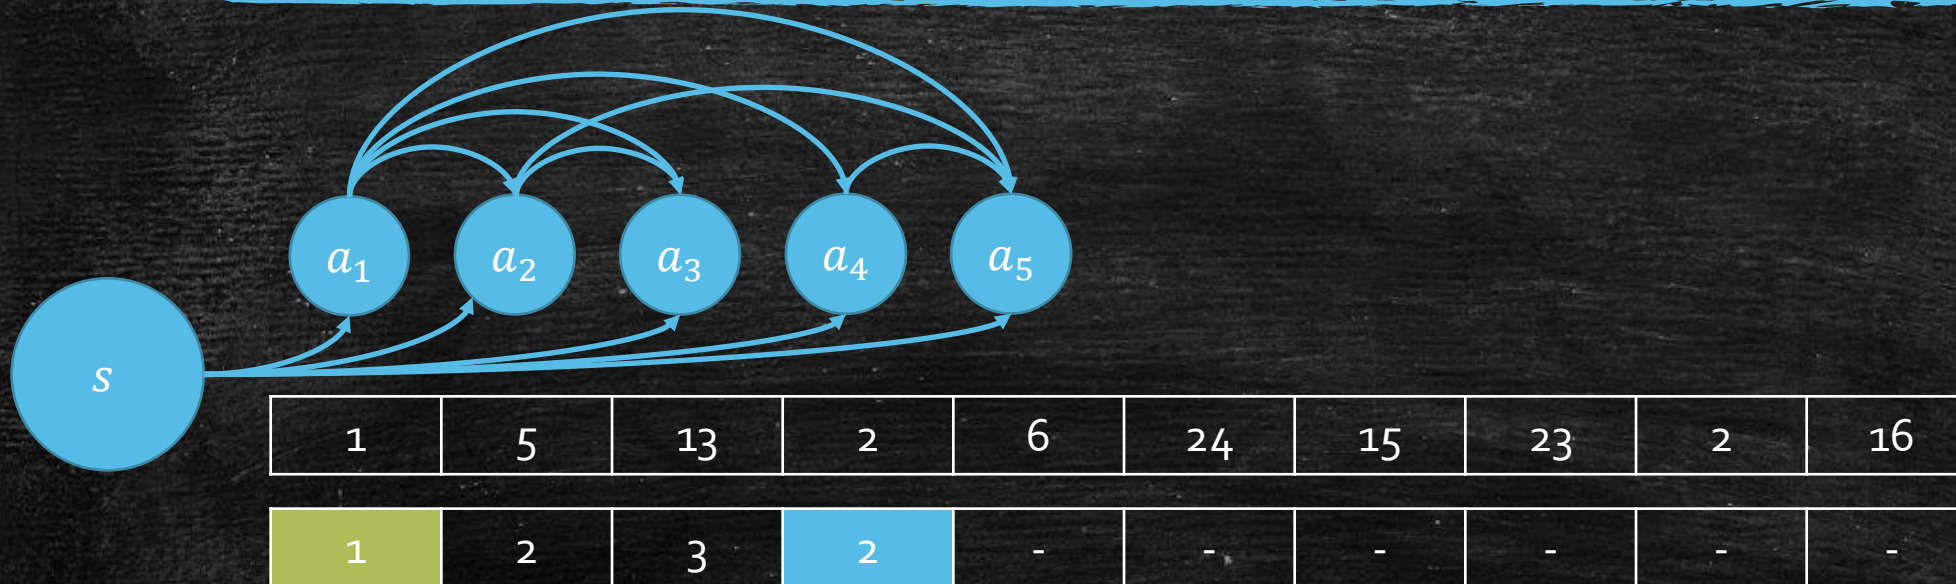 a₁ a₂ a₃ a₄ a₅
s
1 5 13 2 6 24 15 23 2 16
1 2 3 2 - - - - - -